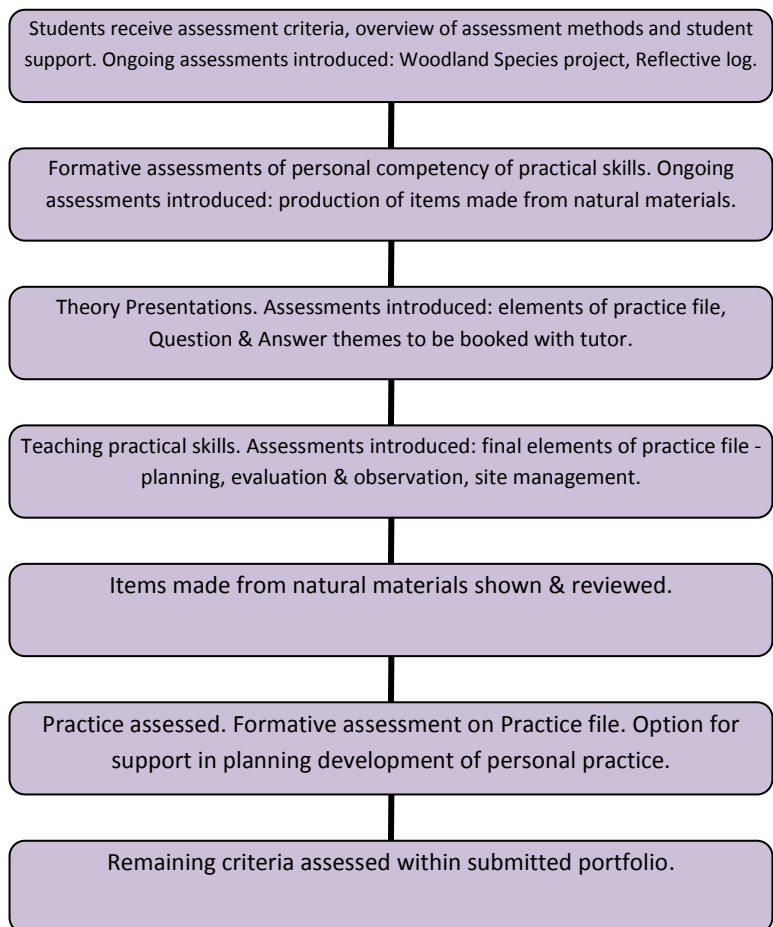 Students receive assessment criteria, overview of assessment methods and student
support. Ongoing assessments introduced: Woodland Species project, Reflective log.
Formative assessments of personal competency of practical skills. Ongoing
assessments introduced: production of items made from natural materials.
Theory Presentations. Assessments introduced: elements of practice file,
Question & Answer themes to be booked with tutor.
Teaching practical skills. Assessments introduced: final elements of practice file -
planning, evaluation & observation, site management.
Items made from natural materials shown & reviewed.
Practice assessed. Formative assessment on Practice file. Option for
support in planning development of personal practice.
Remaining criteria assessed within submitted portfolio.